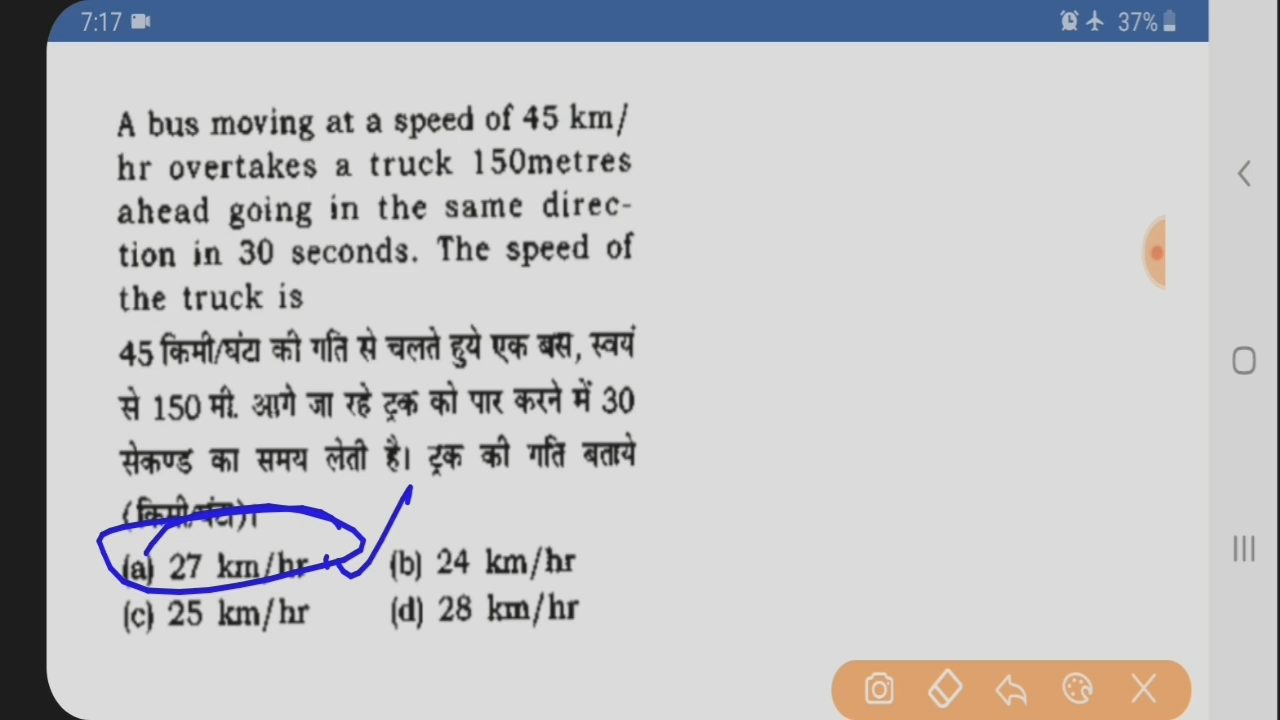 7:17
37%
A bus moving at a speed of 45 km/
hr overtakes a truck 150metres
ahead going in the same direc-
tion in 30 seconds. The speed of
the truck is
45 किमी/घंटा की गति से चलते हुये एक बस, स्वयं
से 150 मी. आगे जा रहे ट्रक को पार करने में 30
सेकण्ड का समय लेती है। ट्रक की गति बताये
(किमी/घंटा)।
(a) 27 km/hr (b) 24 km/hr
(c) 25 km/hr (d) 28 km/hr